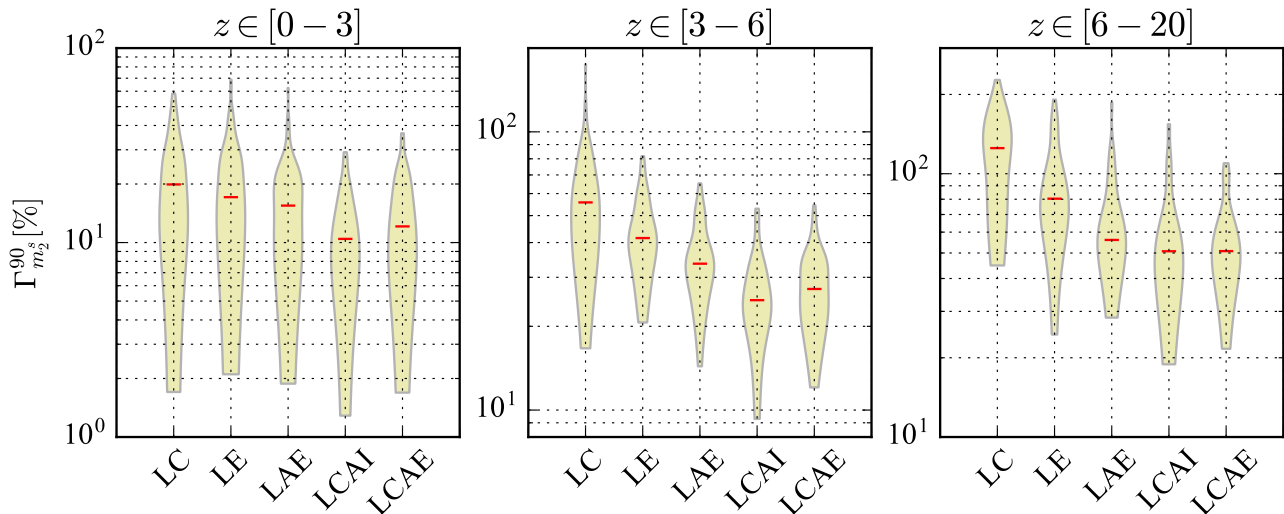 z ∈ [0 − 3]
z ∈ [3 − 6]
z ∈ [6 − 20]
Γ^{90}_{m_2^s} [%]
10^2
10^1
10^0
10^2
10^1
10^2
10^1
LC LE LAE LCAI LCAE
LC LE LAE LCAI LCAE
LC LE LAE LCAI LCAE